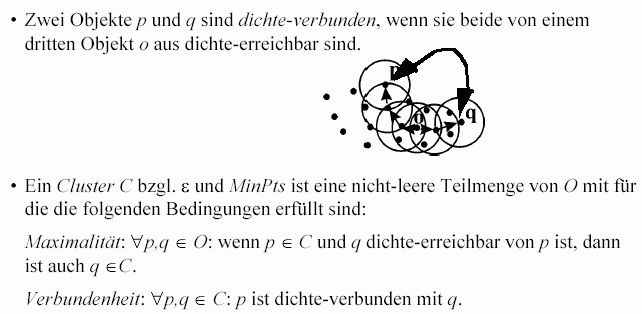 • Zwei Objekte p und q sind dichte-verbunden, wenn sie beide von einem
dritten Objekt o aus dichte-erreichbar sind.
p
o
q
• Ein Cluster C bzgl. ε und MinPts ist eine nicht-leere Teilmenge von O mit für
die die folgenden Bedingungen erfüllt sind:
Maximalität: ∀p,q ∈ O: wenn p ∈ C und q dichte-erreichbar von p ist, dann
ist auch q ∈C.
Verbundenheit: ∀p,q ∈ C: p ist dichte-verbunden mit q.